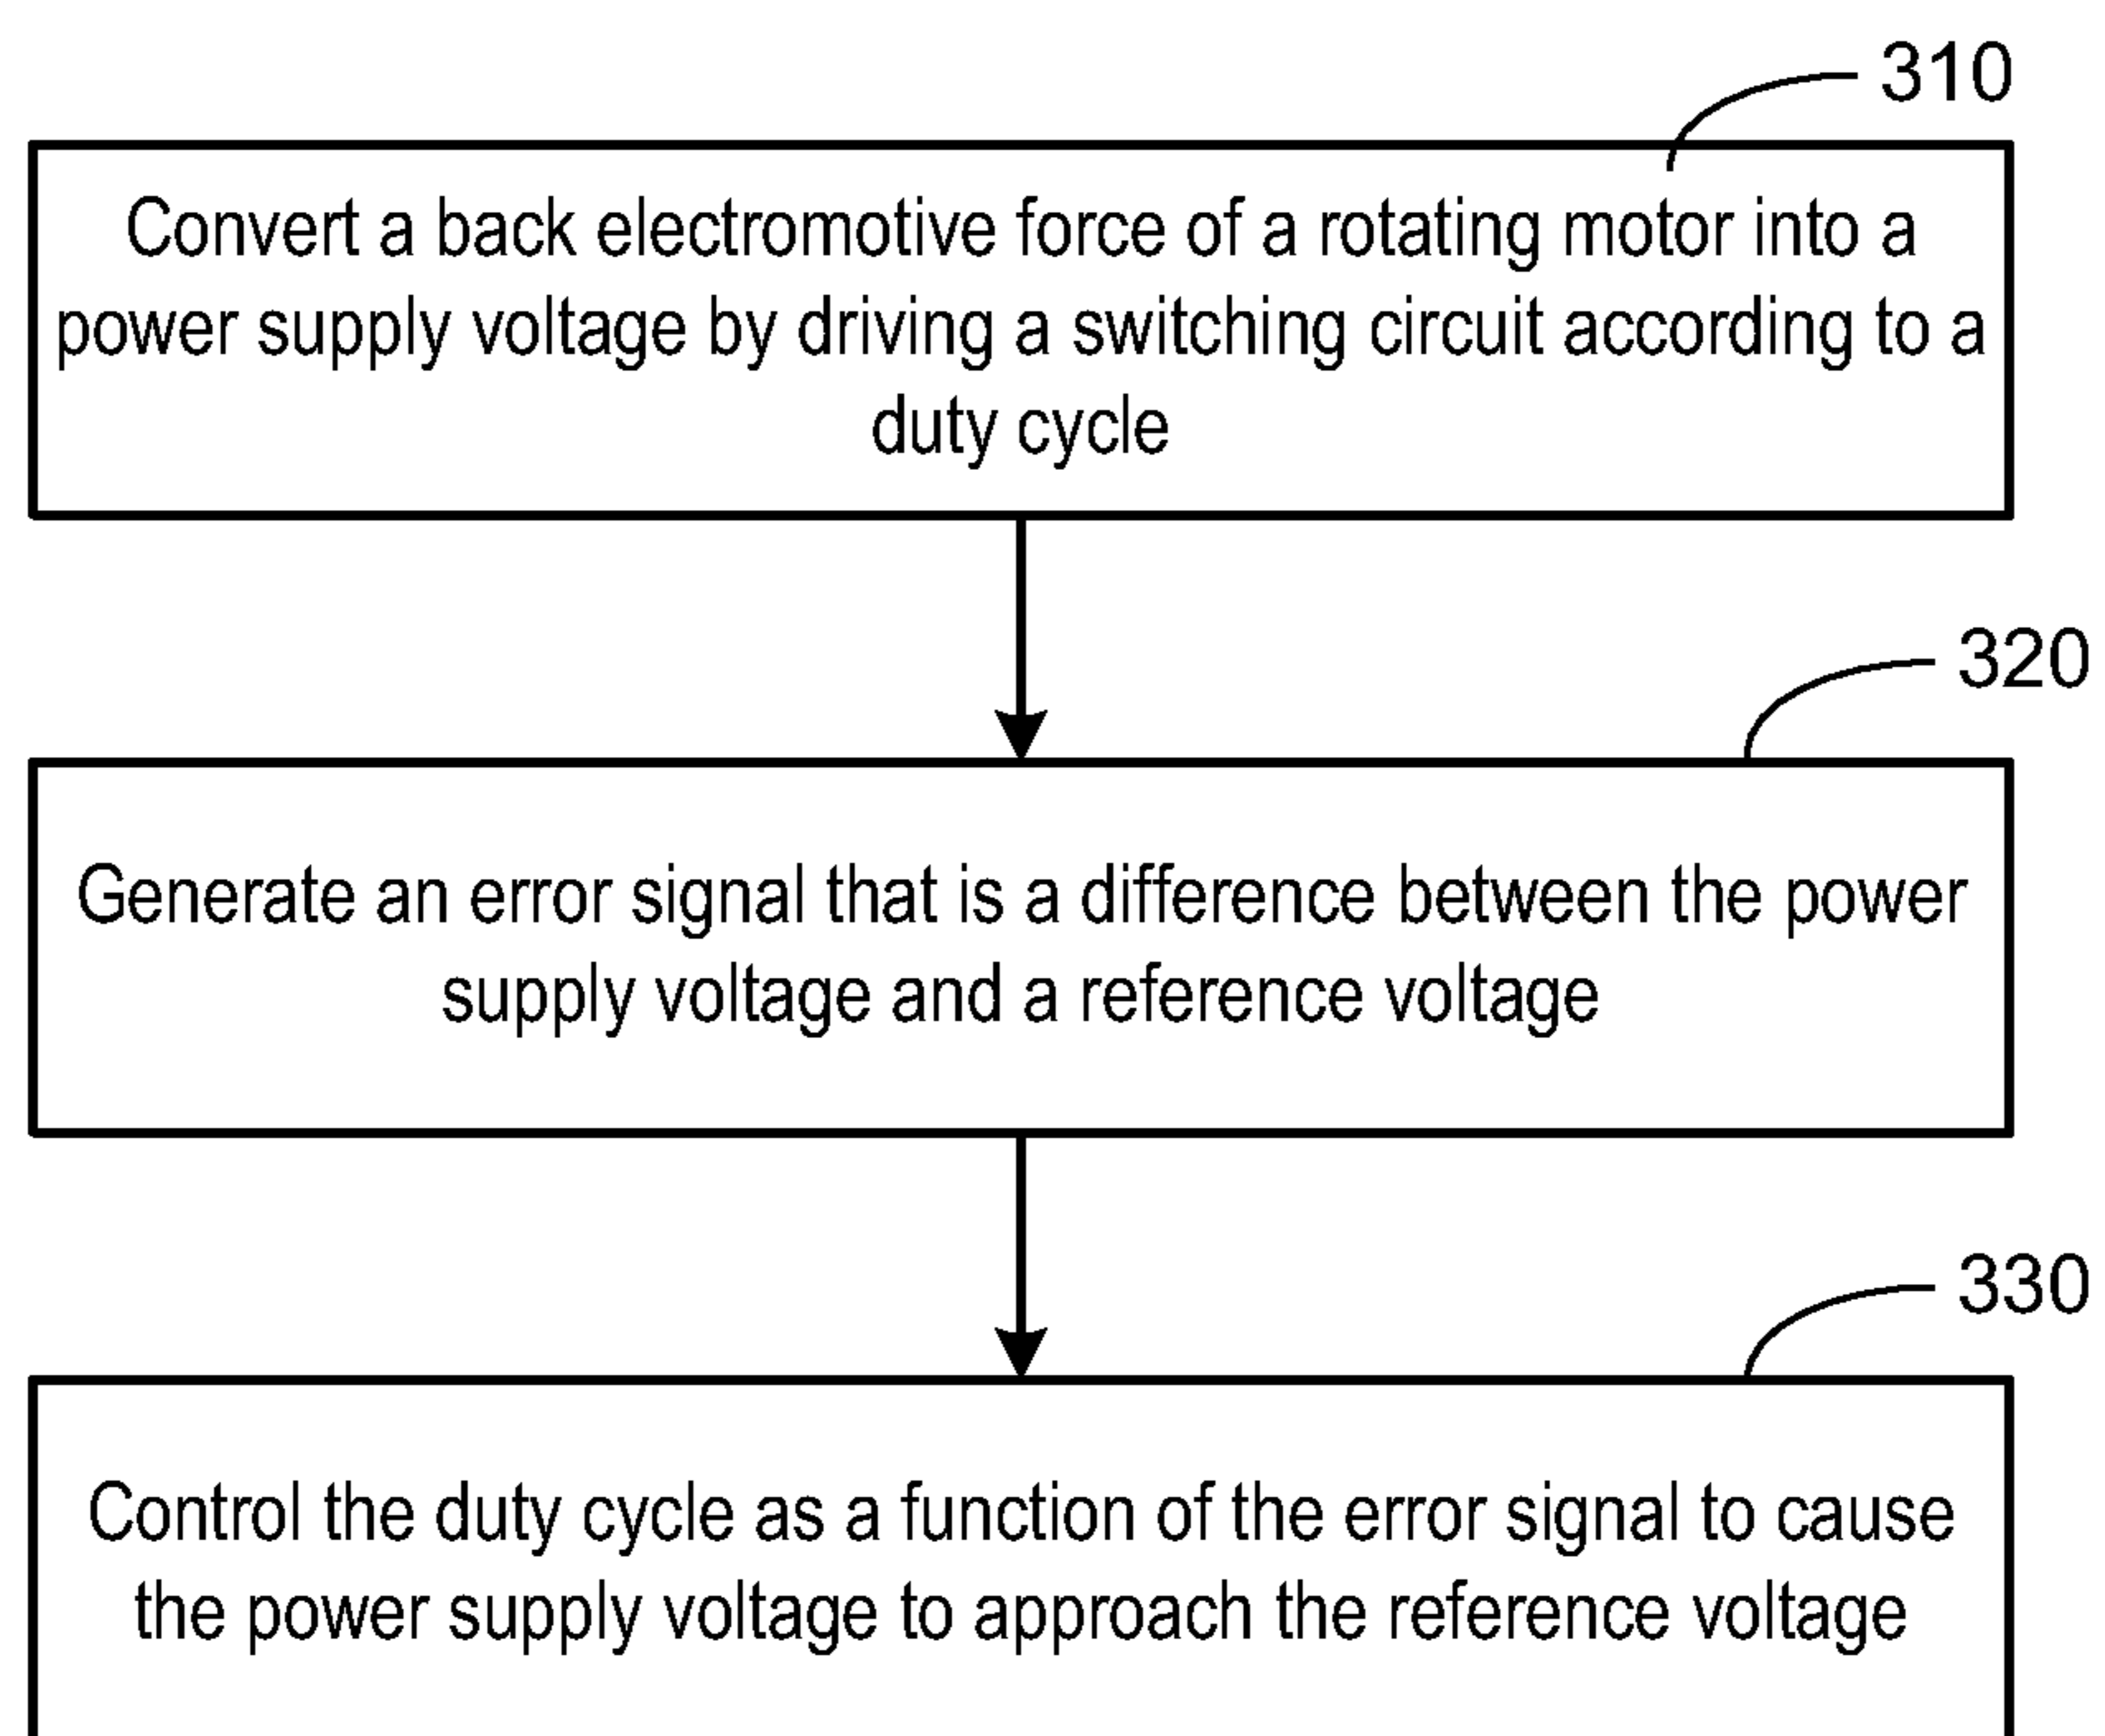 310
Convert a back electromotive force of a rotating motor into a
power supply voltage by driving a switching circuit according to a
duty cycle
320
Generate an error signal that is a difference between the power
supply voltage and a reference voltage
330
Control the duty cycle as a function of the error signal to cause
the power supply voltage to approach the reference voltage